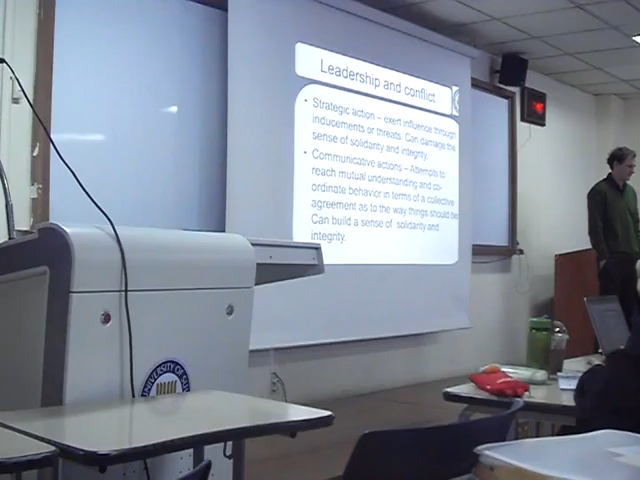 Leadership and conflict
• Strategic action – exert influence through
inducements or threats. Can damage the
sense of solidarity and integrity.
• Communicative actions – Attempts to
reach mutual understanding and co-
ordinate behavior in terms of a collective
agreement as to the way things should be
Can build a sense of solidarity and
integrity.
UNIVERSITY OF